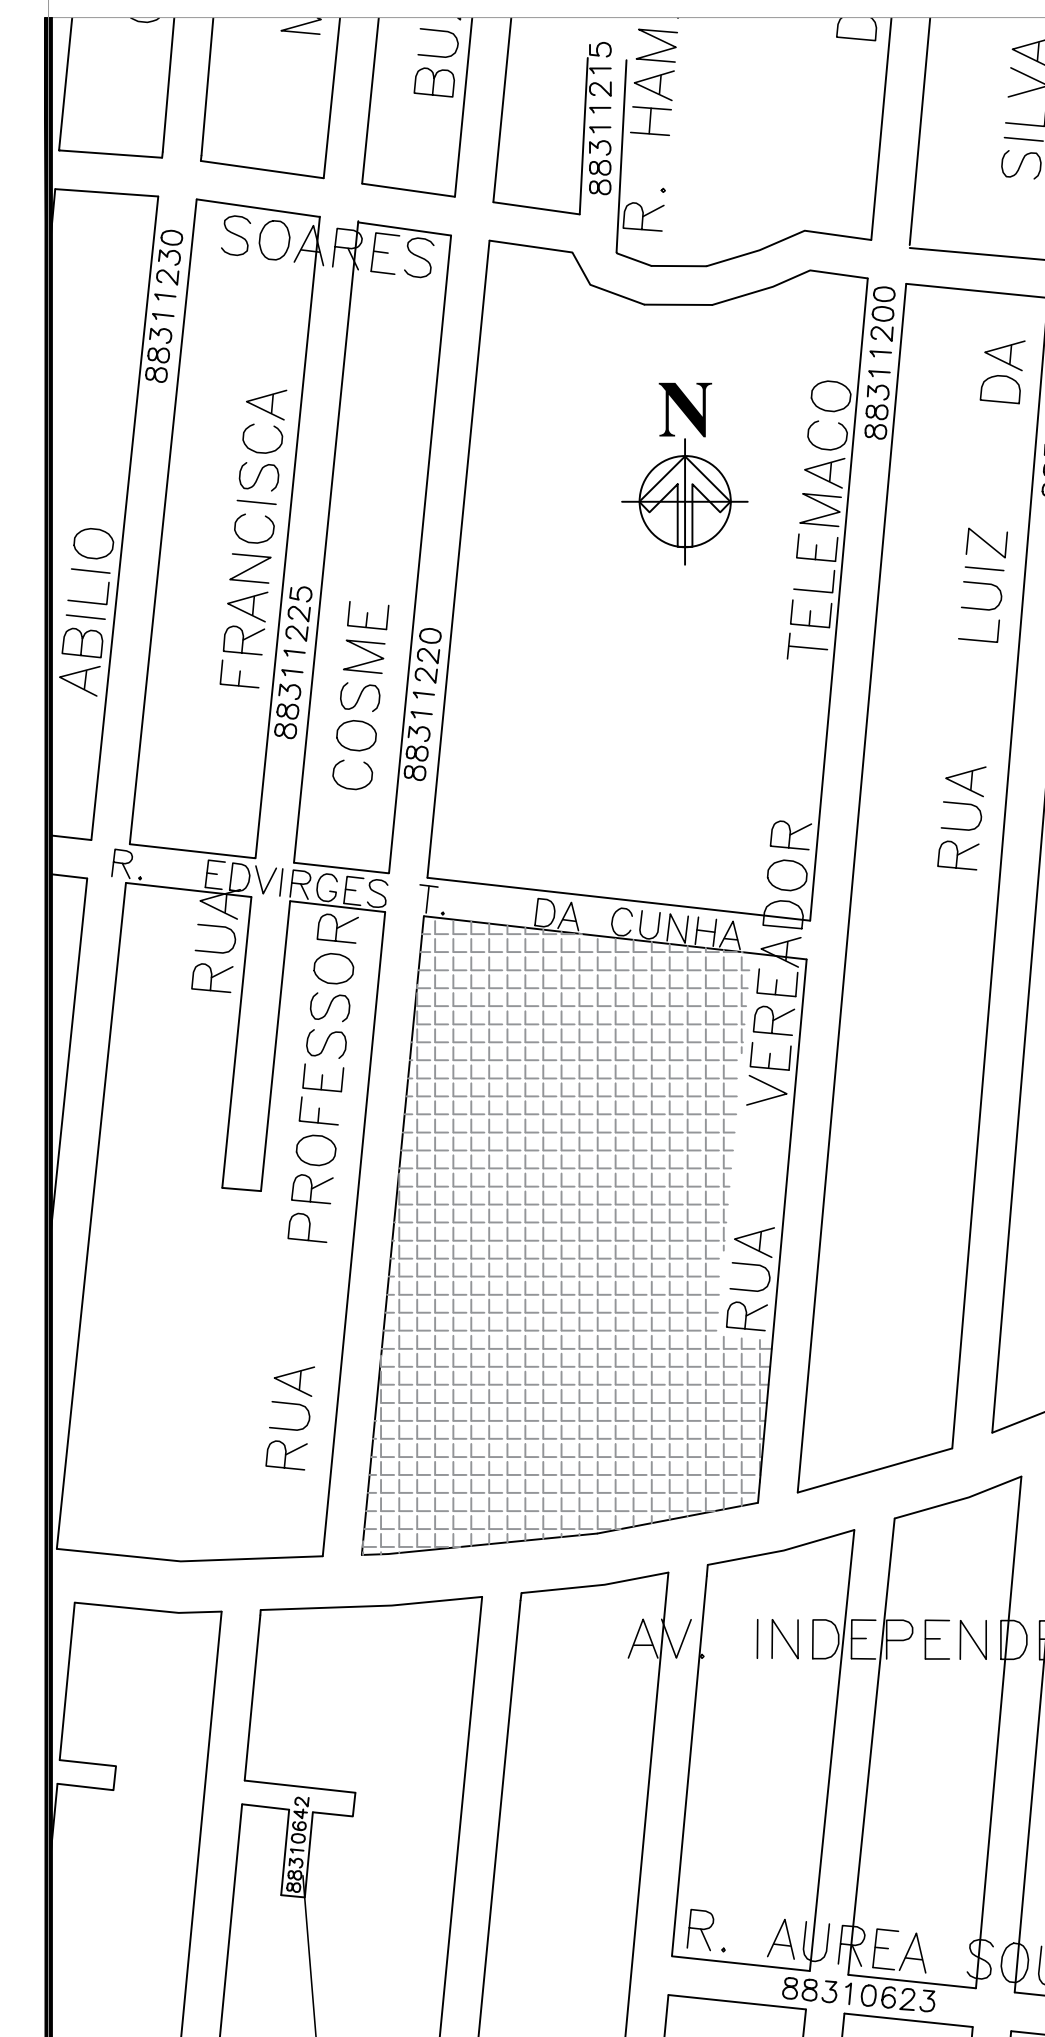 88311215
R. HAM
SILVA
SOARES
88311230
88311200
DA
N
FRANCISCA
TELEMACO
ABILIO
LUIZ
88311225
COSME
88311220
RUA
R. EDVIRGES T. DA CUNHA
RUA
PROFESSOR
VEREADOR
RUA
RUA
AV. INDEPENDE
88310642
R. AUREA SOU
88310623